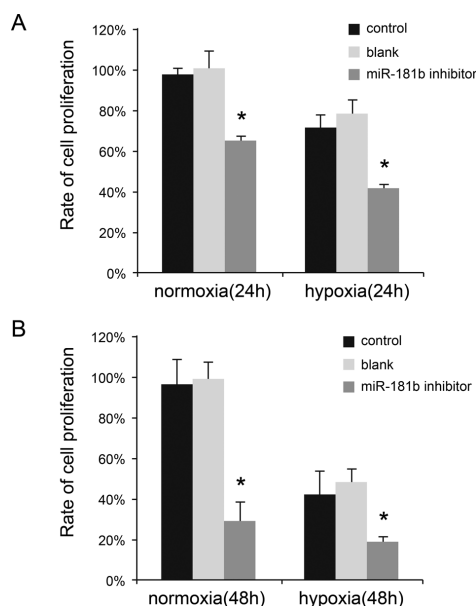 A
control
blank
miR-181b inhibitor
Rate of cell proliferation
120%
100%
80%
60%
40%
20%
0%
*
*
normoxia(24h) hypoxia(24h)
B
control
blank
miR-181b inhibitor
Rate of cell proliferation
120%
100%
80%
60%
40%
20%
0%
*
*
normoxia(48h) hypoxia(48h)